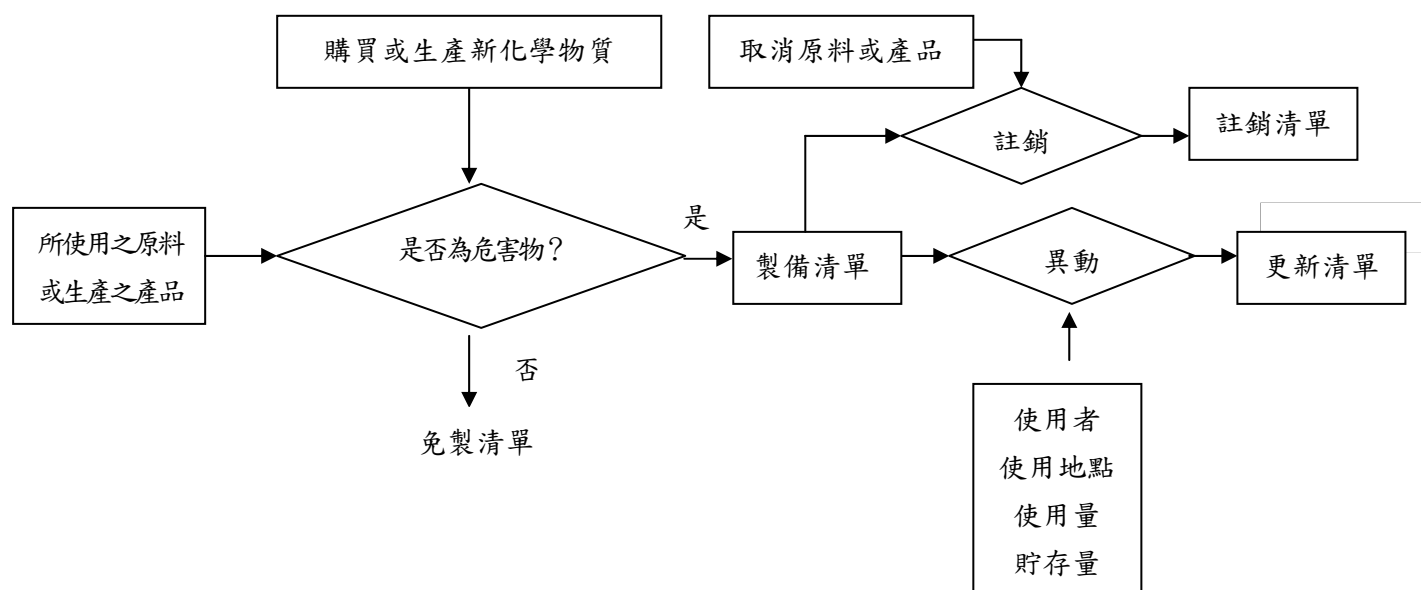 購買或生產新化學物質
取消原料或產品
註銷
註銷清單
所使用之原料
或生產之產品
是否為危害物？
是
製備清單
異動
更新清單
否
免製清單
使用者
使用地點
使用量
貯存量